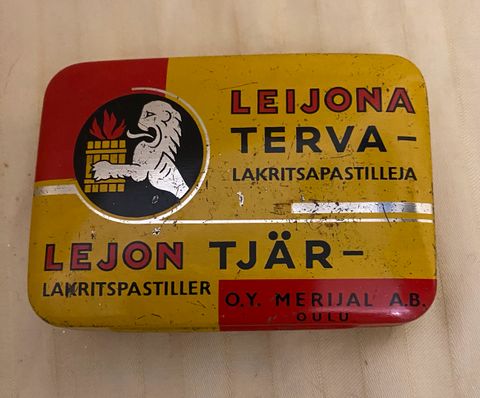 LEIJONA
TERVA-
LAKRITSAPASTILLEJA
LEJON TJÄR-
LAKRITSPASTILLER
O.Y. MERIJAL A.B.
OULU